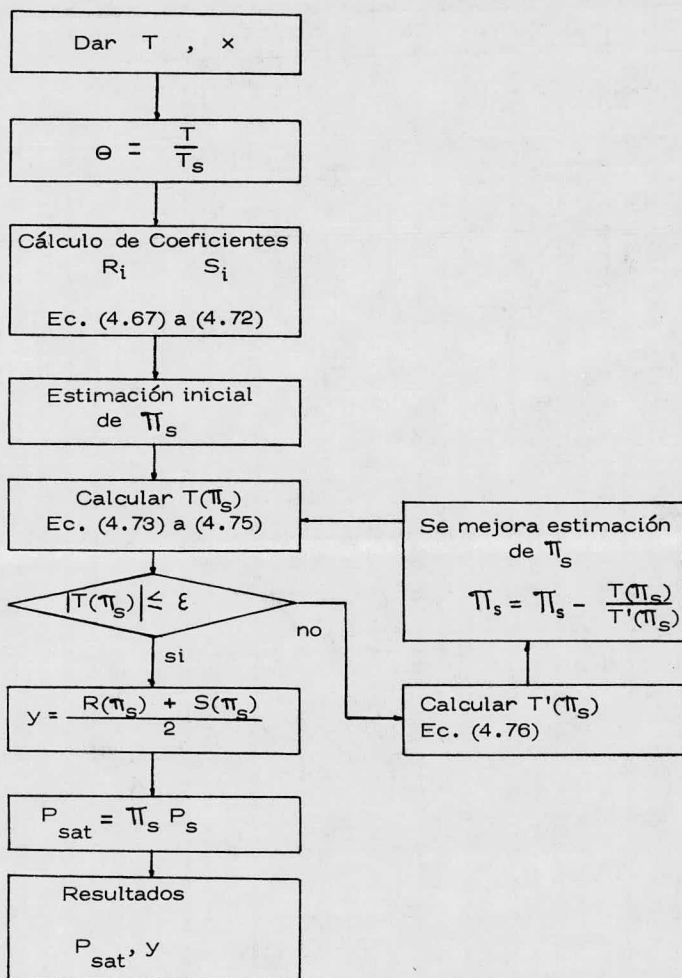 Dar T , x
Θ = T / T_s
Cálculo de Coeficientes
R_i S_i
Ec. (4.67) a (4.72)
Estimación inicial
de π_s
Calcular T(π_s)
Ec. (4.73) a (4.75)
|T(π_s)| ≤ ε
no
si
Se mejora estimación
de π_s
π_s = π_s - T(π_s) / T'(π_s)
Calcular T'(π_s)
Ec. (4.76)
y = R(π_s) + S(π_s) / 2
P_sat = π_s P_s
Resultados
P_sat, y